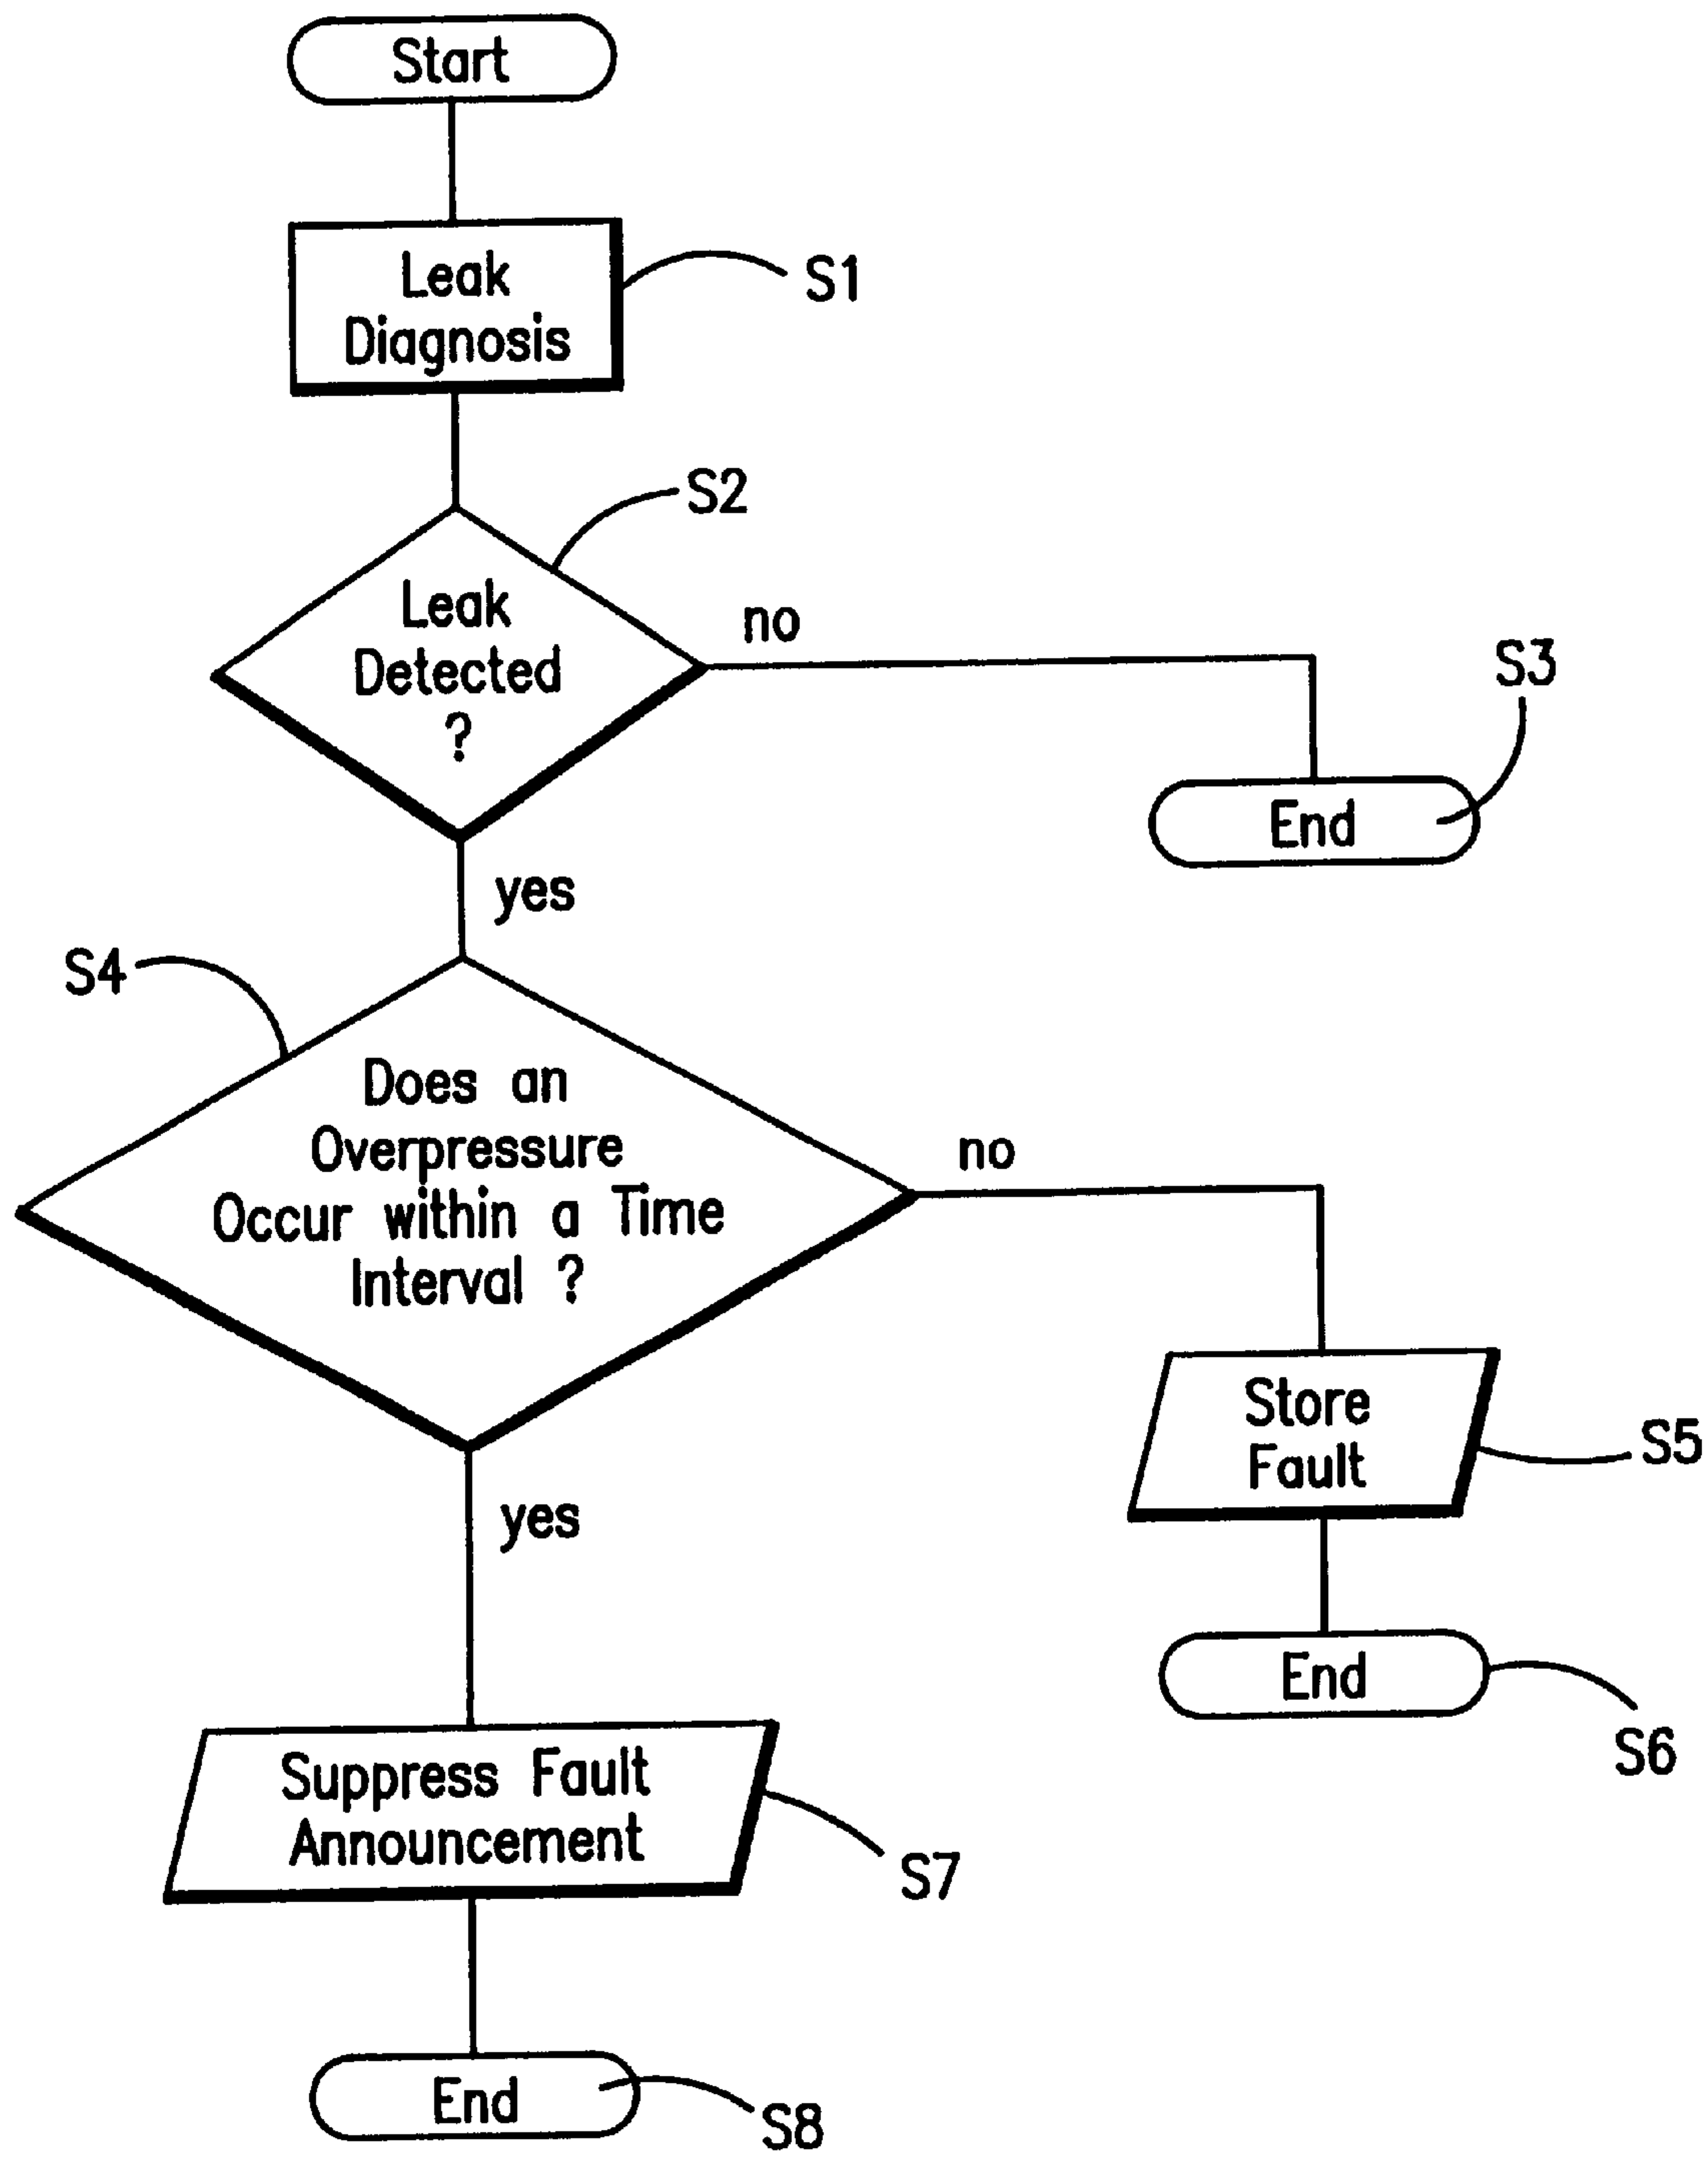 Start
Leak
Diagnosis
S1
S2
Leak
Detected
?
no
S3
End
yes
S4
Does an
Overpressure
Occur within a Time
Interval ?
no
Store
Fault
S5
yes
End
S6
Suppress Fault
Announcement
S7
End
S8